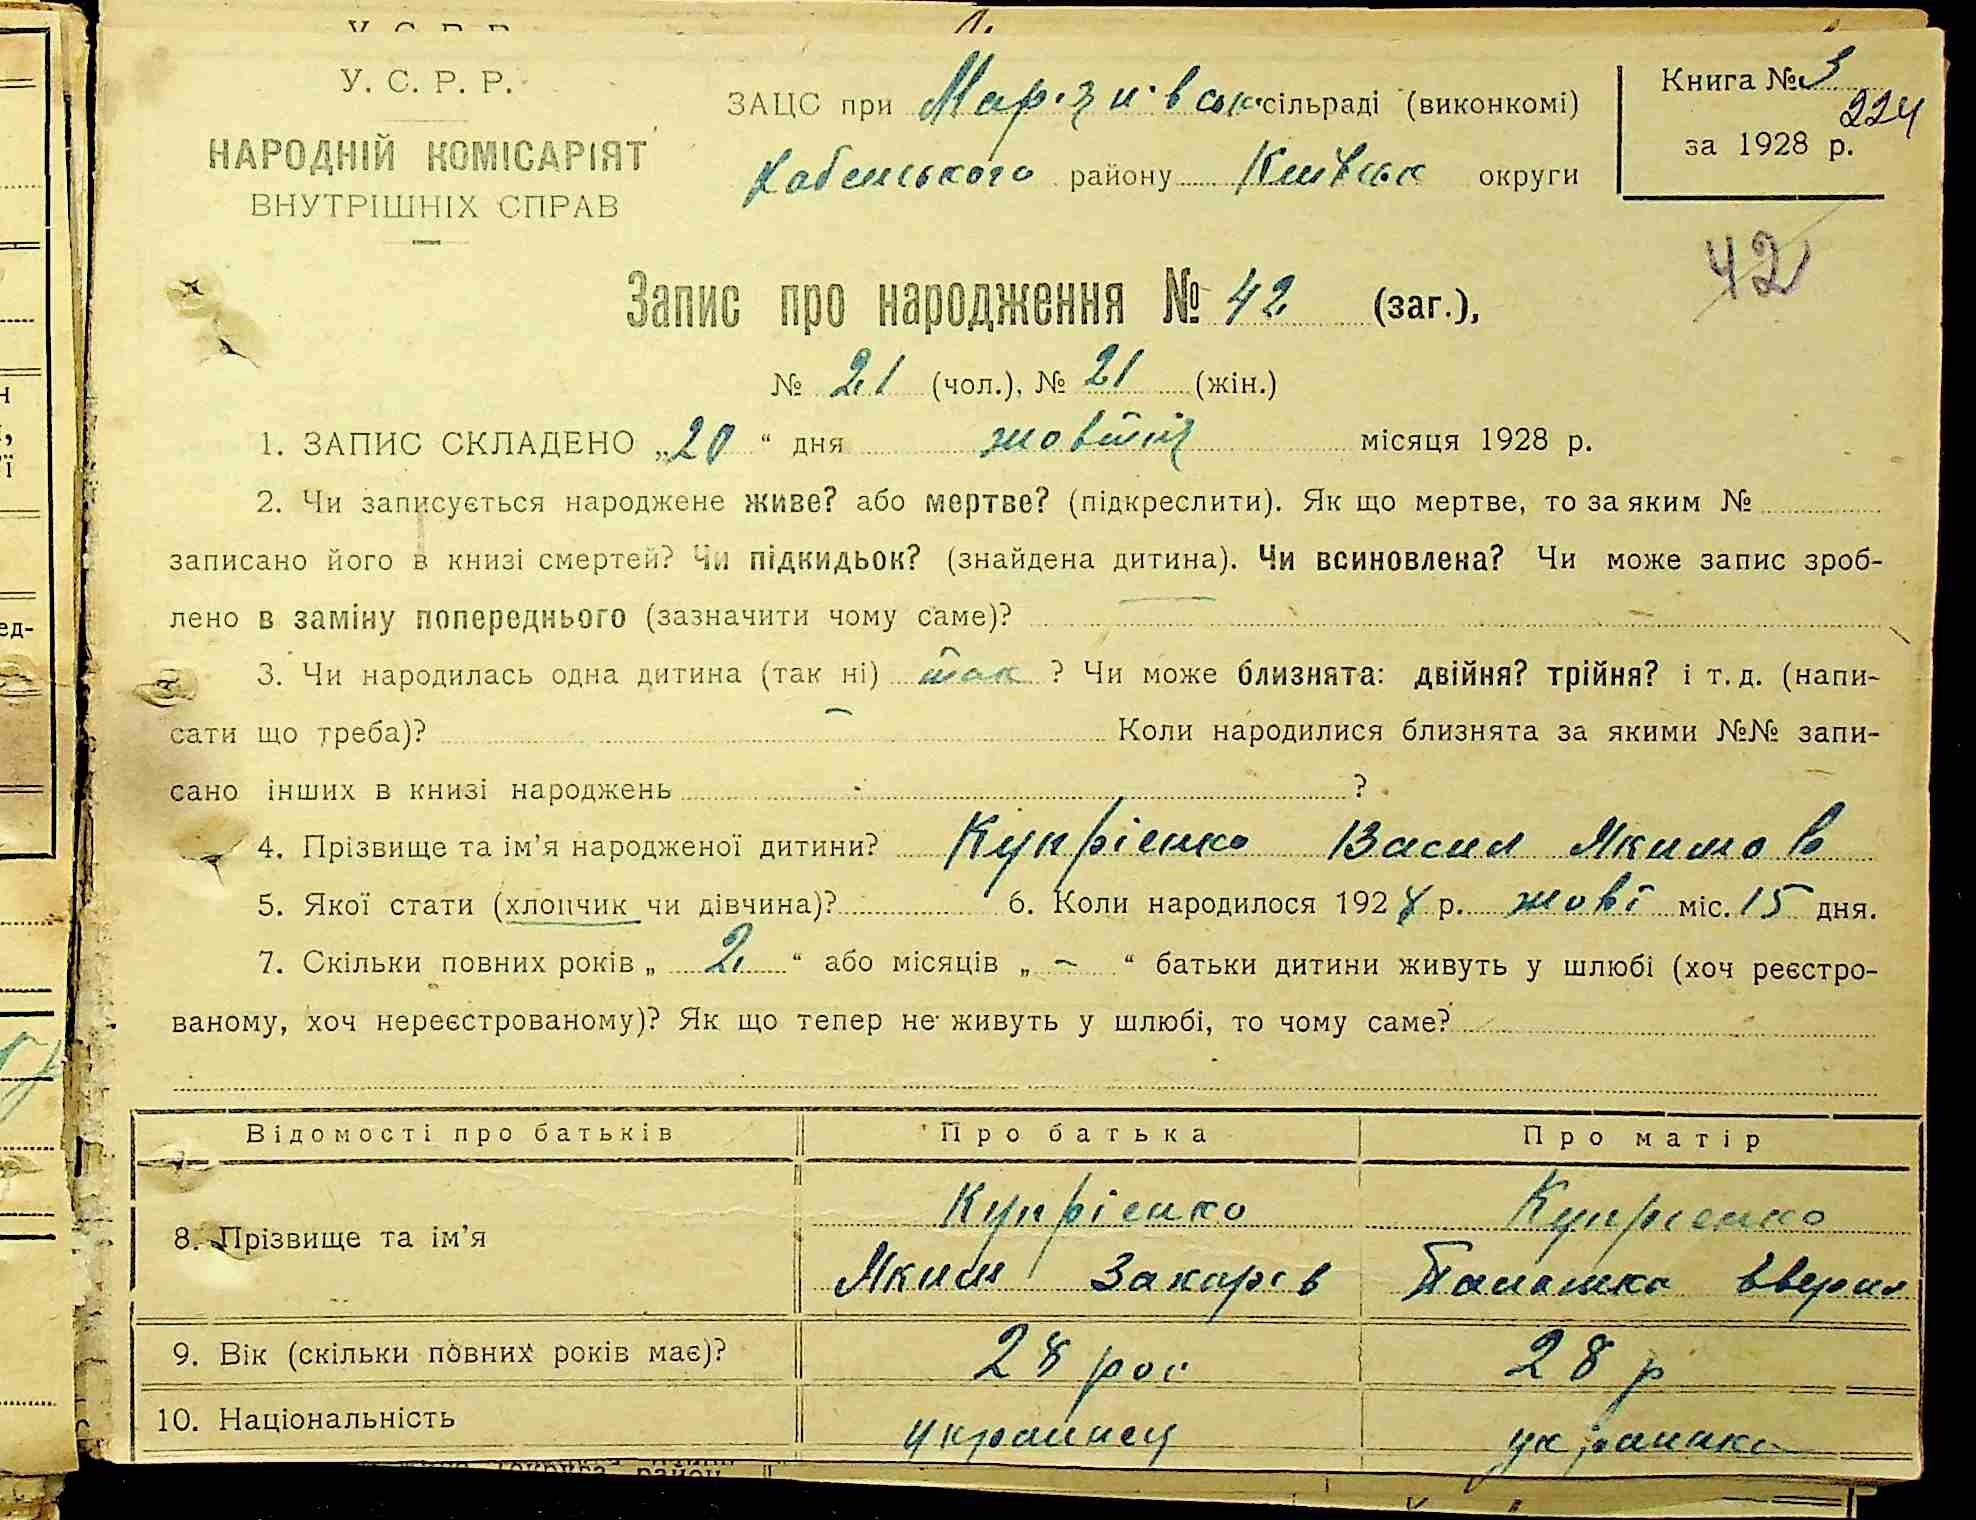 У. С. Р. Р.
НАРОДНІЙ КОМІСАРІЯТ
ВНУТРІШНІХ СПРАВ
ЗАЦС при сільраді (виконкомі)
району Київськ округи
Книга № 3
224
за 1928 р.
42
Запис про народження № 42 (заг.),
№ 21 (чол.), № 21 (жін.)
1. ЗАПИС СКЛАДЕНО „20“ дня жовтня місяця 1928 р.
2. Чи записується народжене живе? або мертве? (підкреслити). Як що мертве, то за яким №
записано його в книзі смертей? Чи підкидьок? (знайдена дитина). Чи всиновлена? Чи може запис зроб-
лено в заміну попереднього (зазначити чому саме)?
3. Чи народилась одна дитина (так ні) так ? Чи може близнята: двійня? трійня? і т. д. (напи-
сати що треба)? — Коли народилися близнята за якими №№ запи-
сано інших в книзі народжень ?
4. Прізвище та ім'я народженої дитини? Купрієнко Васил Якимов
5. Якої стати (хлопчик чи дівчина)? 6. Коли народилося 1928 р. жовт міс. 15 дня.
7. Скільки повних років „ 2 “ або місяців „ — “ батьки дитини живуть у шлюбі (хоч реєстро-
ваному, хоч нереєстрованому)? Як що тепер не живуть у шлюбі, то чому саме?
Відомості про батьків Про батька Про матір
8. Прізвище та ім'я Купрієнко Купрієнко
Яким Захарів Палажка
9. Вік (скільки повних років має)? 28 рос 28 р
10. Національність українец українка